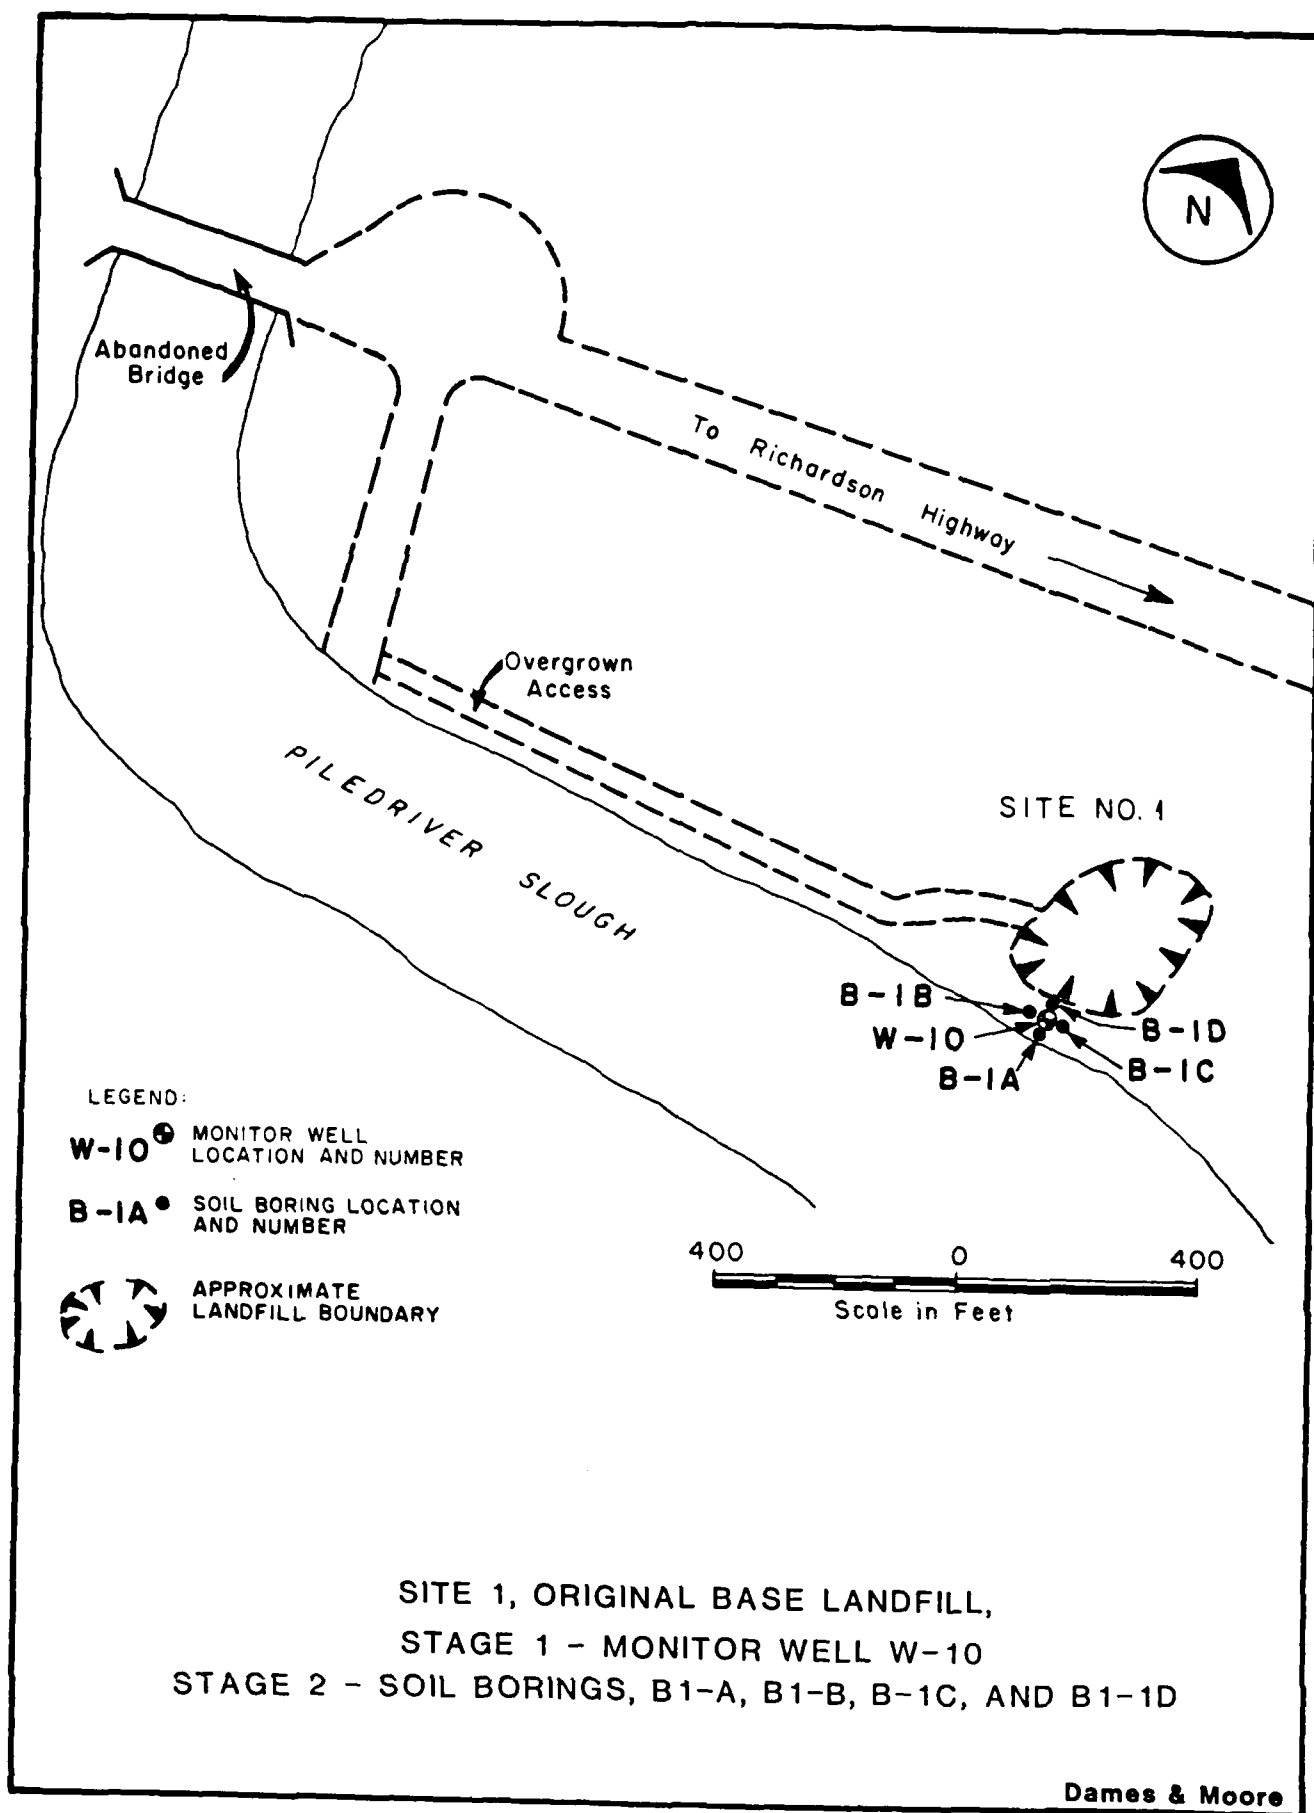 N
Abandoned
Bridge
To Richardson Highway
Overgrown
Access
PILEDRIVER SLOUGH
SITE NO. 1
B-1B
W-10
B-1A
B-1D
B-1C
LEGEND:
W-10 MONITOR WELL
LOCATION AND NUMBER
B-1A SOIL BORING LOCATION
AND NUMBER
APPROXIMATE
LANDFILL BOUNDARY
400 0 400
Scale in Feet
SITE 1, ORIGINAL BASE LANDFILL,
STAGE 1 - MONITOR WELL W-10
STAGE 2 - SOIL BORINGS, B1-A, B1-B, B-1C, AND B1-1D
Dames & Moore